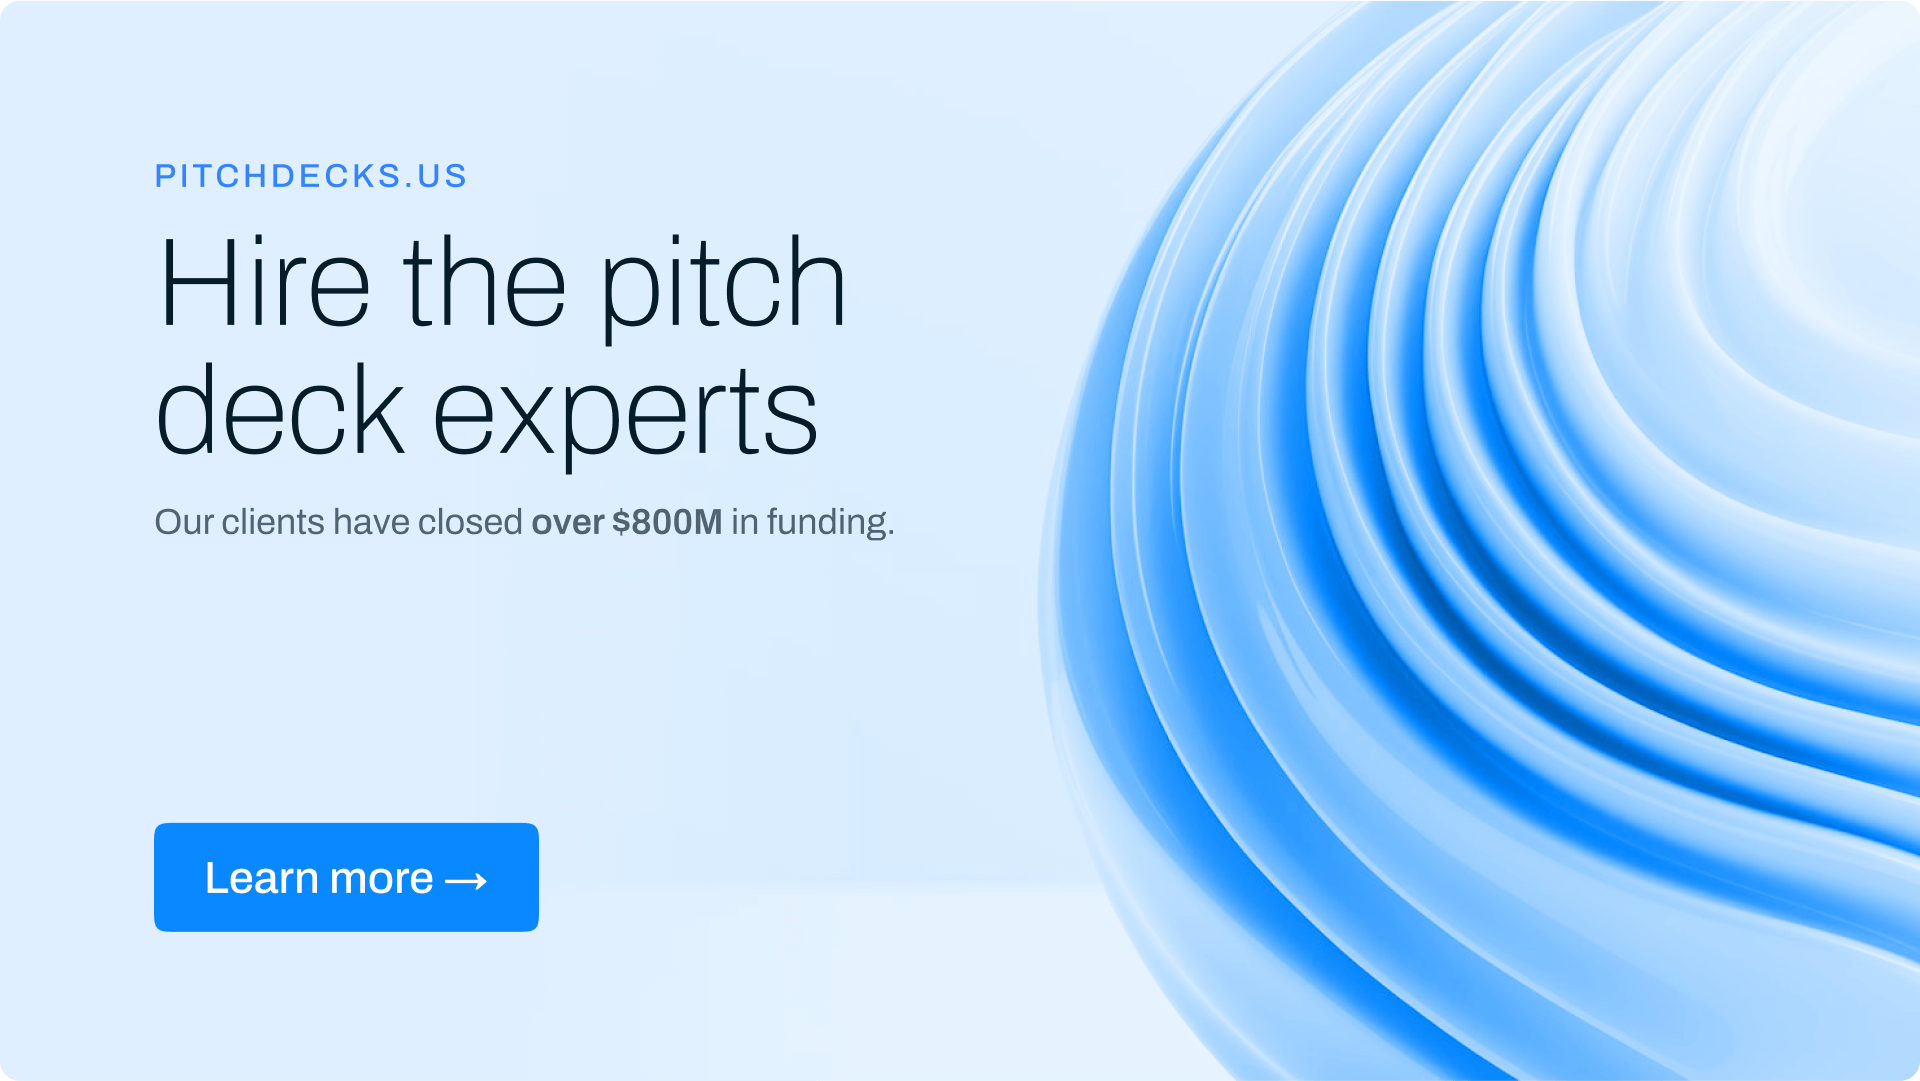 PITCHDECKS.US
Hire the pitch
deck experts
Our clients have closed over $800M in funding.
Learn more →